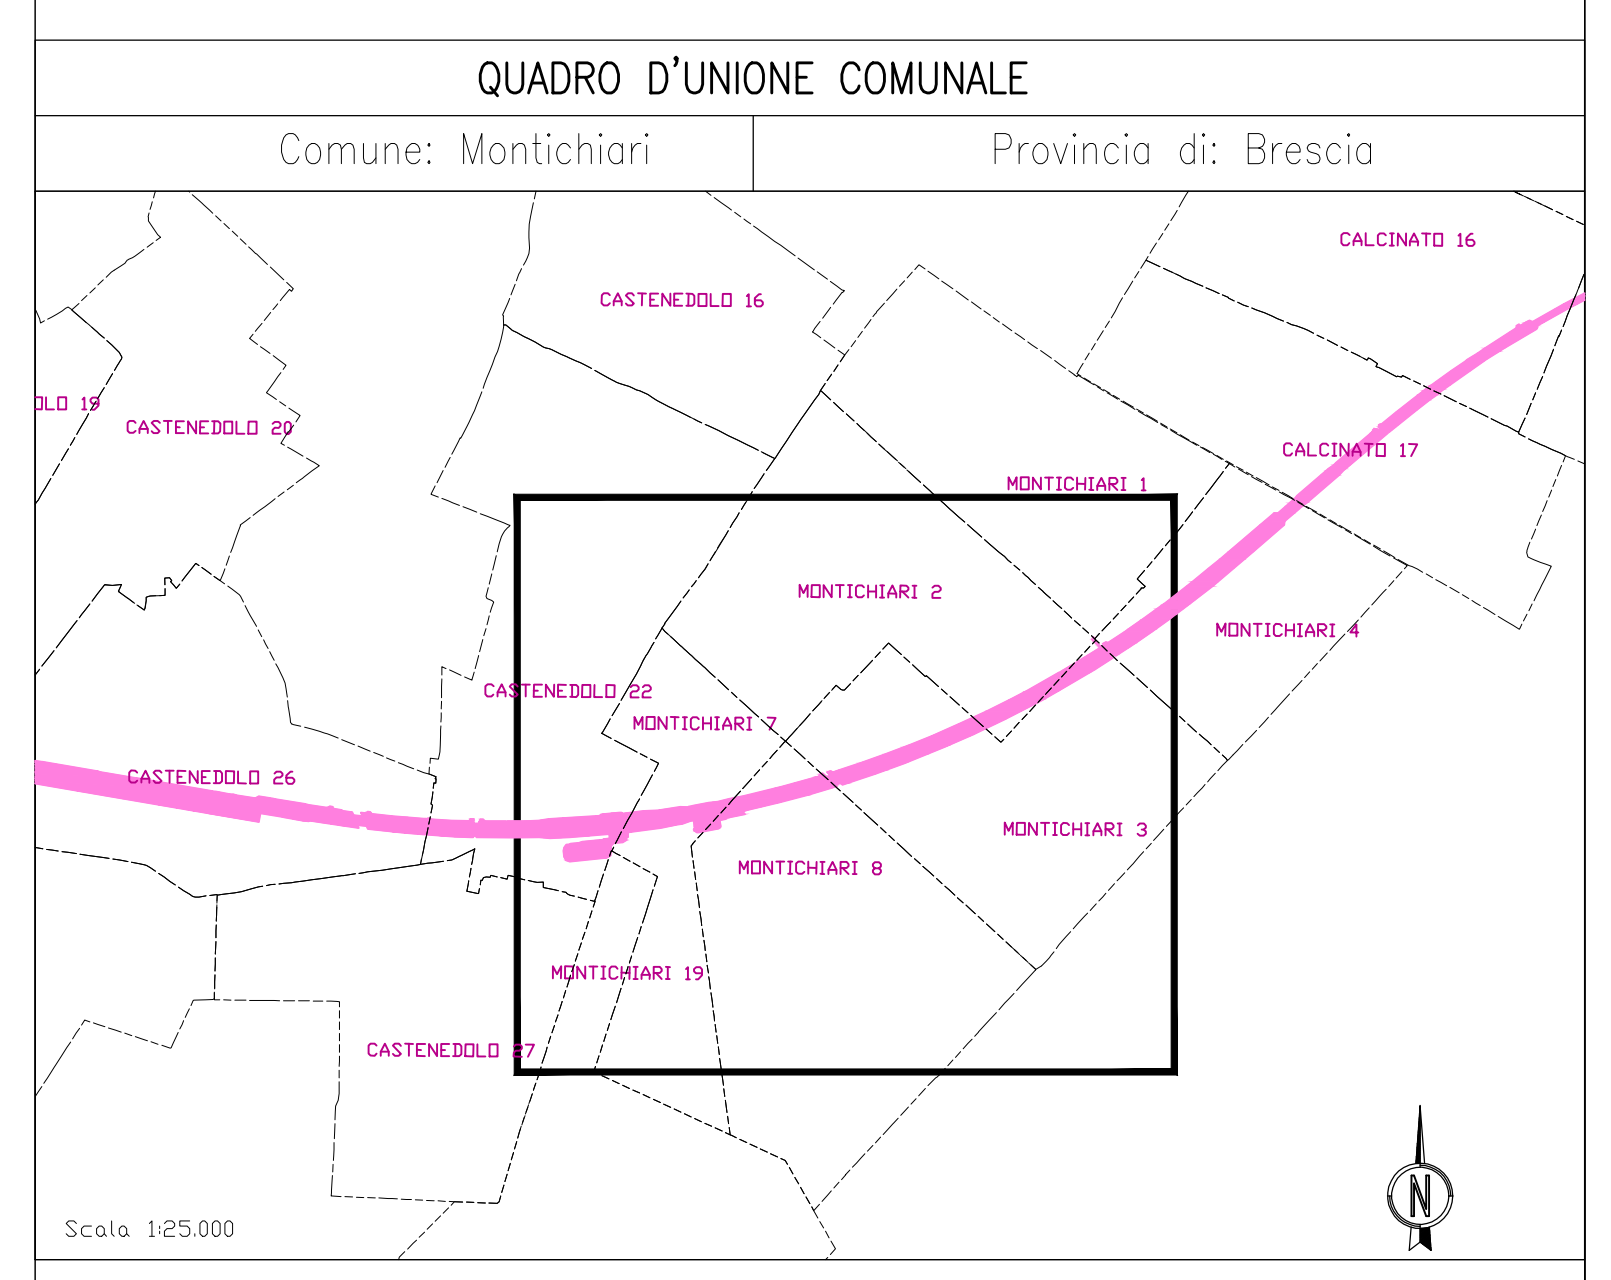 QUADRO D'UNIONE COMUNALE
Comune: Montichiari
Provincia di: Brescia
CALCINATO 16
CASTENEDOLO 16
OLO 19
CASTENEDOLO 20
CALCINATO 17
MONTICHIARI 1
MONTICHIARI 2
MONTICHIARI 4
CASTENEDOLO 22
MONTICHIARI 7
CASTENEDOLO 26
MONTICHIARI 3
MONTICHIARI 8
MONTICHIARI 19
CASTENEDOLO 27
N
Scala 1:25.000